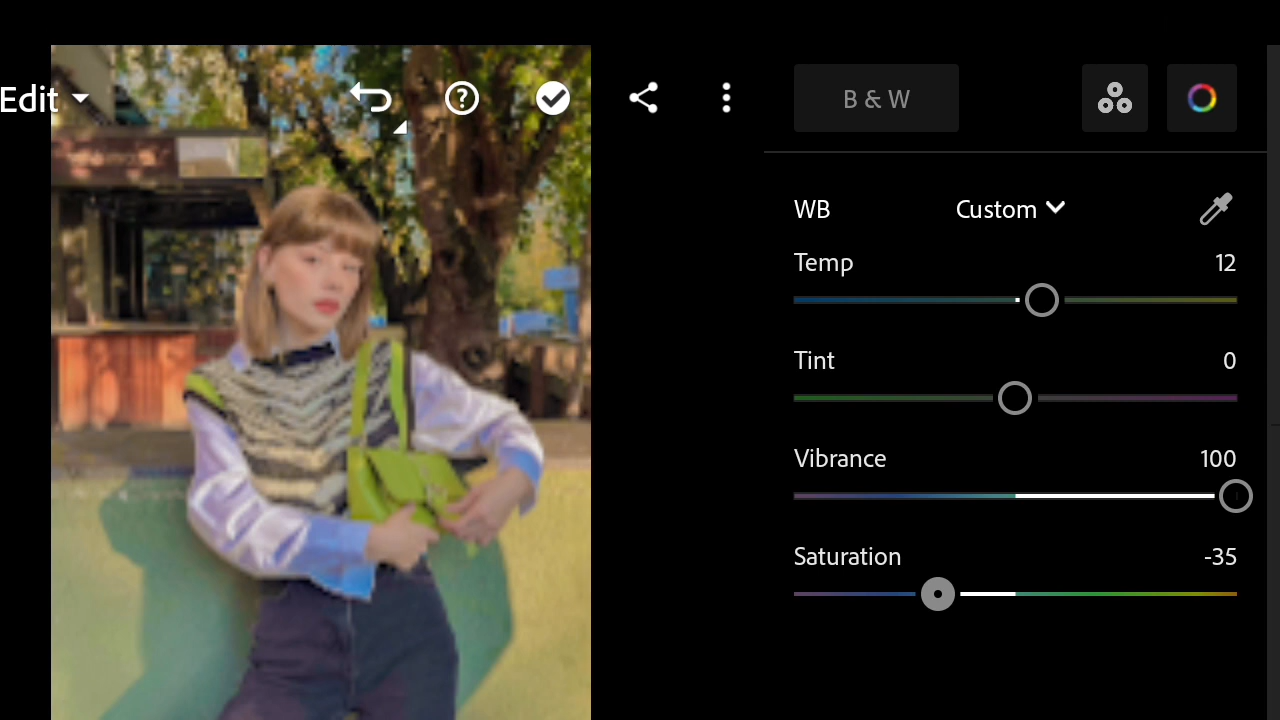 Edit
B & W
WB Custom
Temp 12
Tint 0
Vibrance 100
Saturation -35